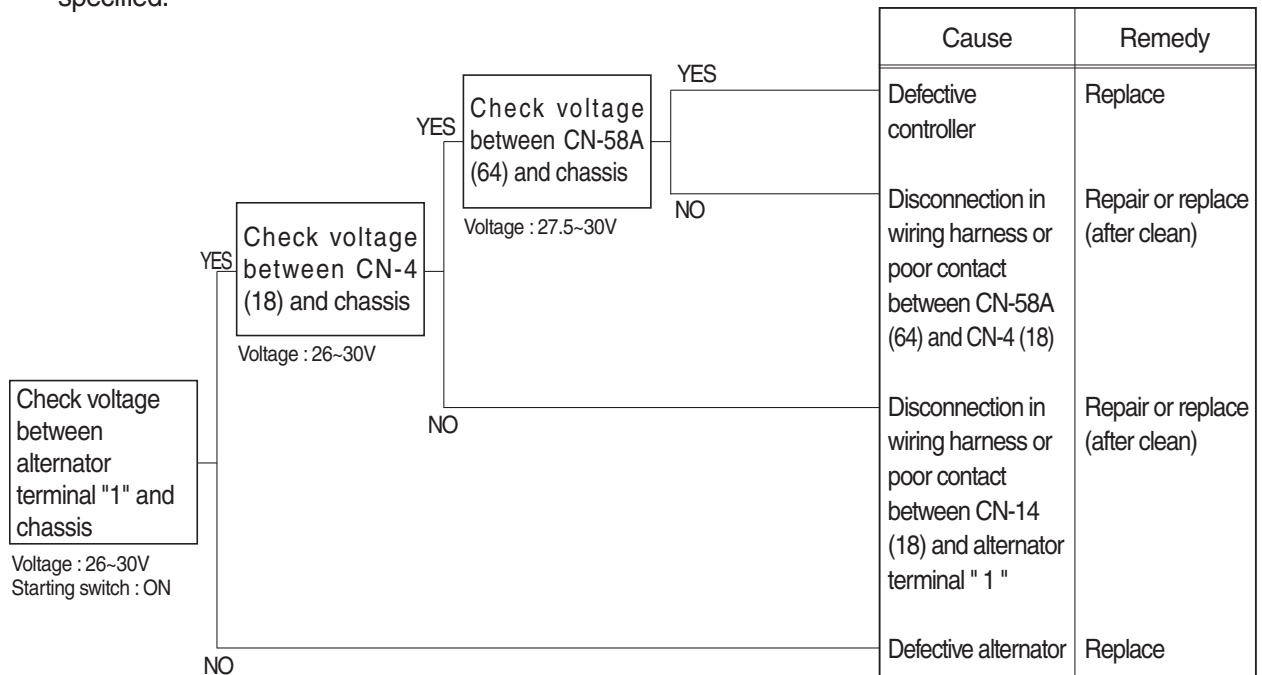 specified.
Cause
Remedy
YES
Check voltage
between CN-58A
(64) and chassis
Voltage : 27.5~30V
Defective
controller
Replace
YES
NO
Disconnection in
wiring harness or
poor contact
between CN-58A
(64) and CN-4 (18)
Repair or replace
(after clean)
Check voltage
between CN-4
(18) and chassis
Voltage : 26~30V
YES
NO
Disconnection in
wiring harness or
poor contact
between CN-14
(18) and alternator
terminal " 1 "
Repair or replace
(after clean)
Check voltage
between
alternator
terminal "1" and
chassis
Voltage : 26~30V
Starting switch : ON
NO
Defective alternator
Replace